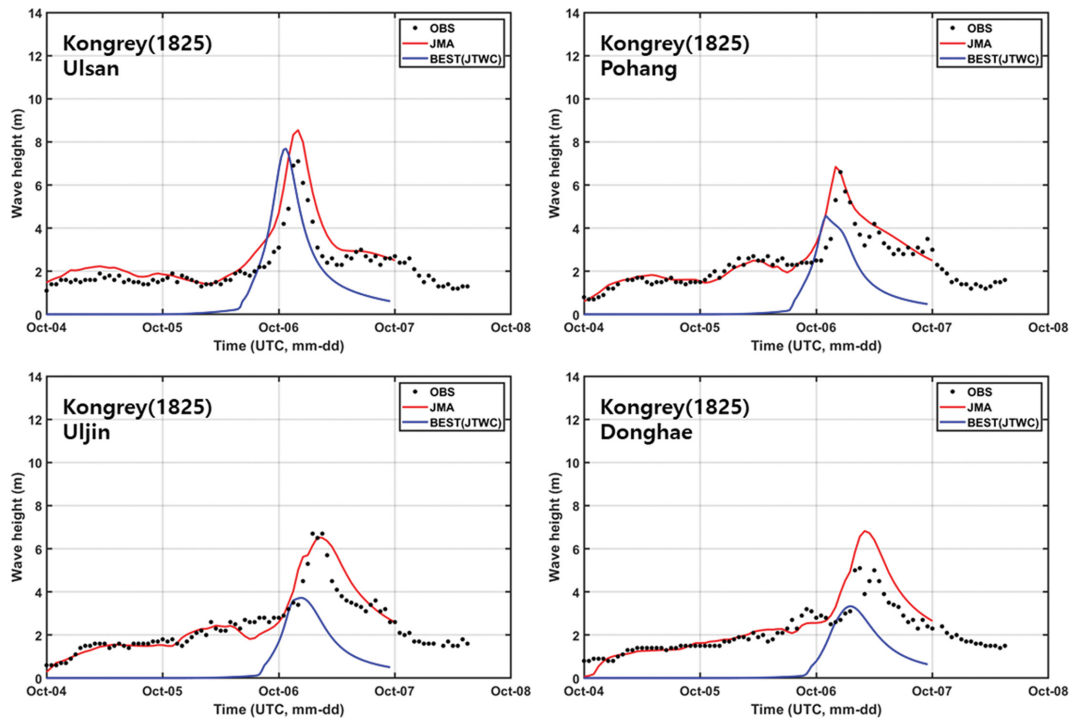 14
12
10
8
6
4
2
0
Wave height (m)
Kongrey(1825)
Ulsan
OBS
JMA
BEST(JTWC)
Oct-04 Oct-05 Oct-06 Oct-07 Oct-08
Time (UTC, mm-dd)
14
12
10
8
6
4
2
0
Wave height (m)
Kongrey(1825)
Pohang
OBS
JMA
BEST(JTWC)
Oct-04 Oct-05 Oct-06 Oct-07 Oct-08
Time (UTC, mm-dd)
14
12
10
8
6
4
2
0
Wave height (m)
Kongrey(1825)
Uljin
OBS
JMA
BEST(JTWC)
Oct-04 Oct-05 Oct-06 Oct-07 Oct-08
Time (UTC, mm-dd)
14
12
10
8
6
4
2
0
Wave height (m)
Kongrey(1825)
Donghae
OBS
JMA
BEST(JTWC)
Oct-04 Oct-05 Oct-06 Oct-07 Oct-08
Time (UTC, mm-dd)